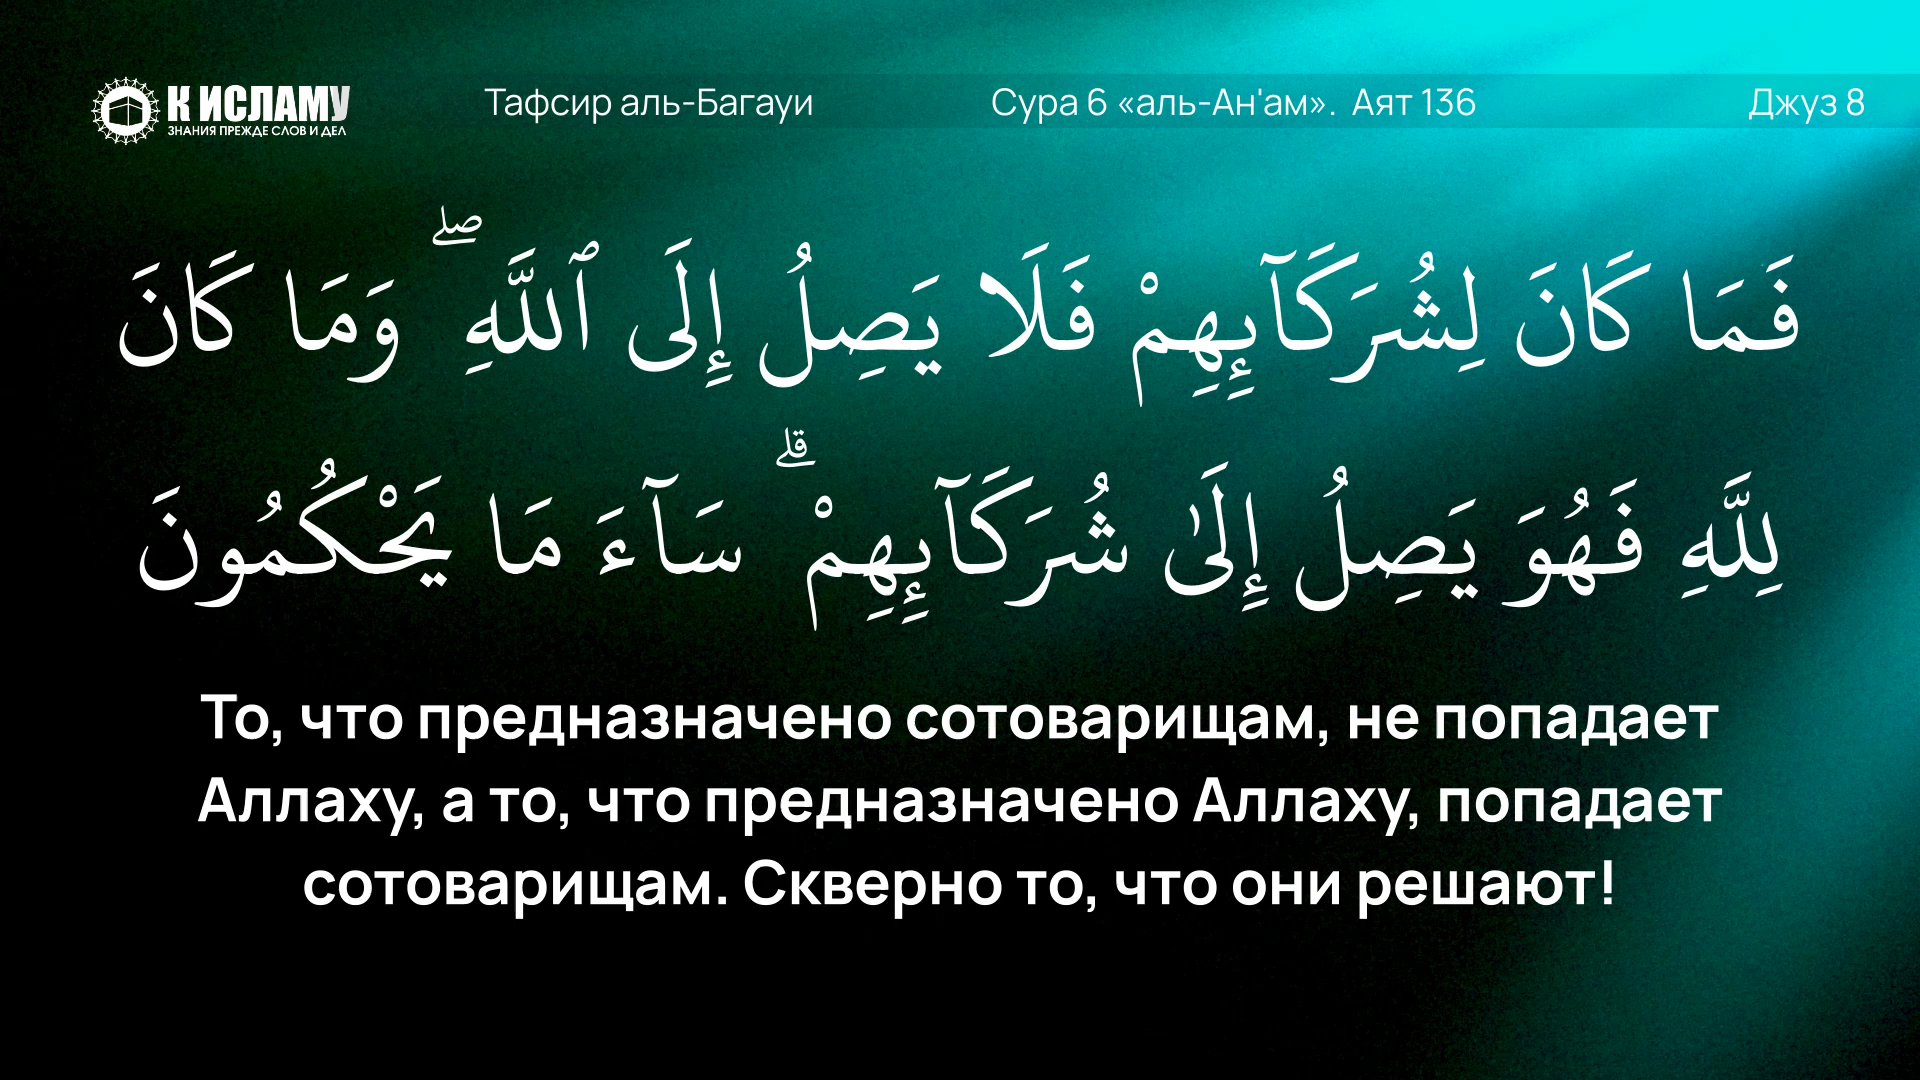 К ИСЛАМУ
ЗНАНИЯ ПРЕЖДЕ СЛОВ И ДЕЛ
Тафсир аль-Багауи
Сура 6 «аль-Ан'ам». Аят 136
Джуз 8
فَمَا كَانَ لِشُرَكَآئِهِمْ فَلَا يَصِلُ إِلَى ٱللَّهِ ۖ وَمَا كَانَ
لِلَّهِ فَهُوَ يَصِلُ إِلَىٰ شُرَكَآئِهِمْ ۗ سَآءَ مَا يَحْكُمُونَ
То, что предназначено сотоварищам, не попадает
Аллаху, а то, что предназначено Аллаху, попадает
сотоварищам. Скверно то, что они решают!